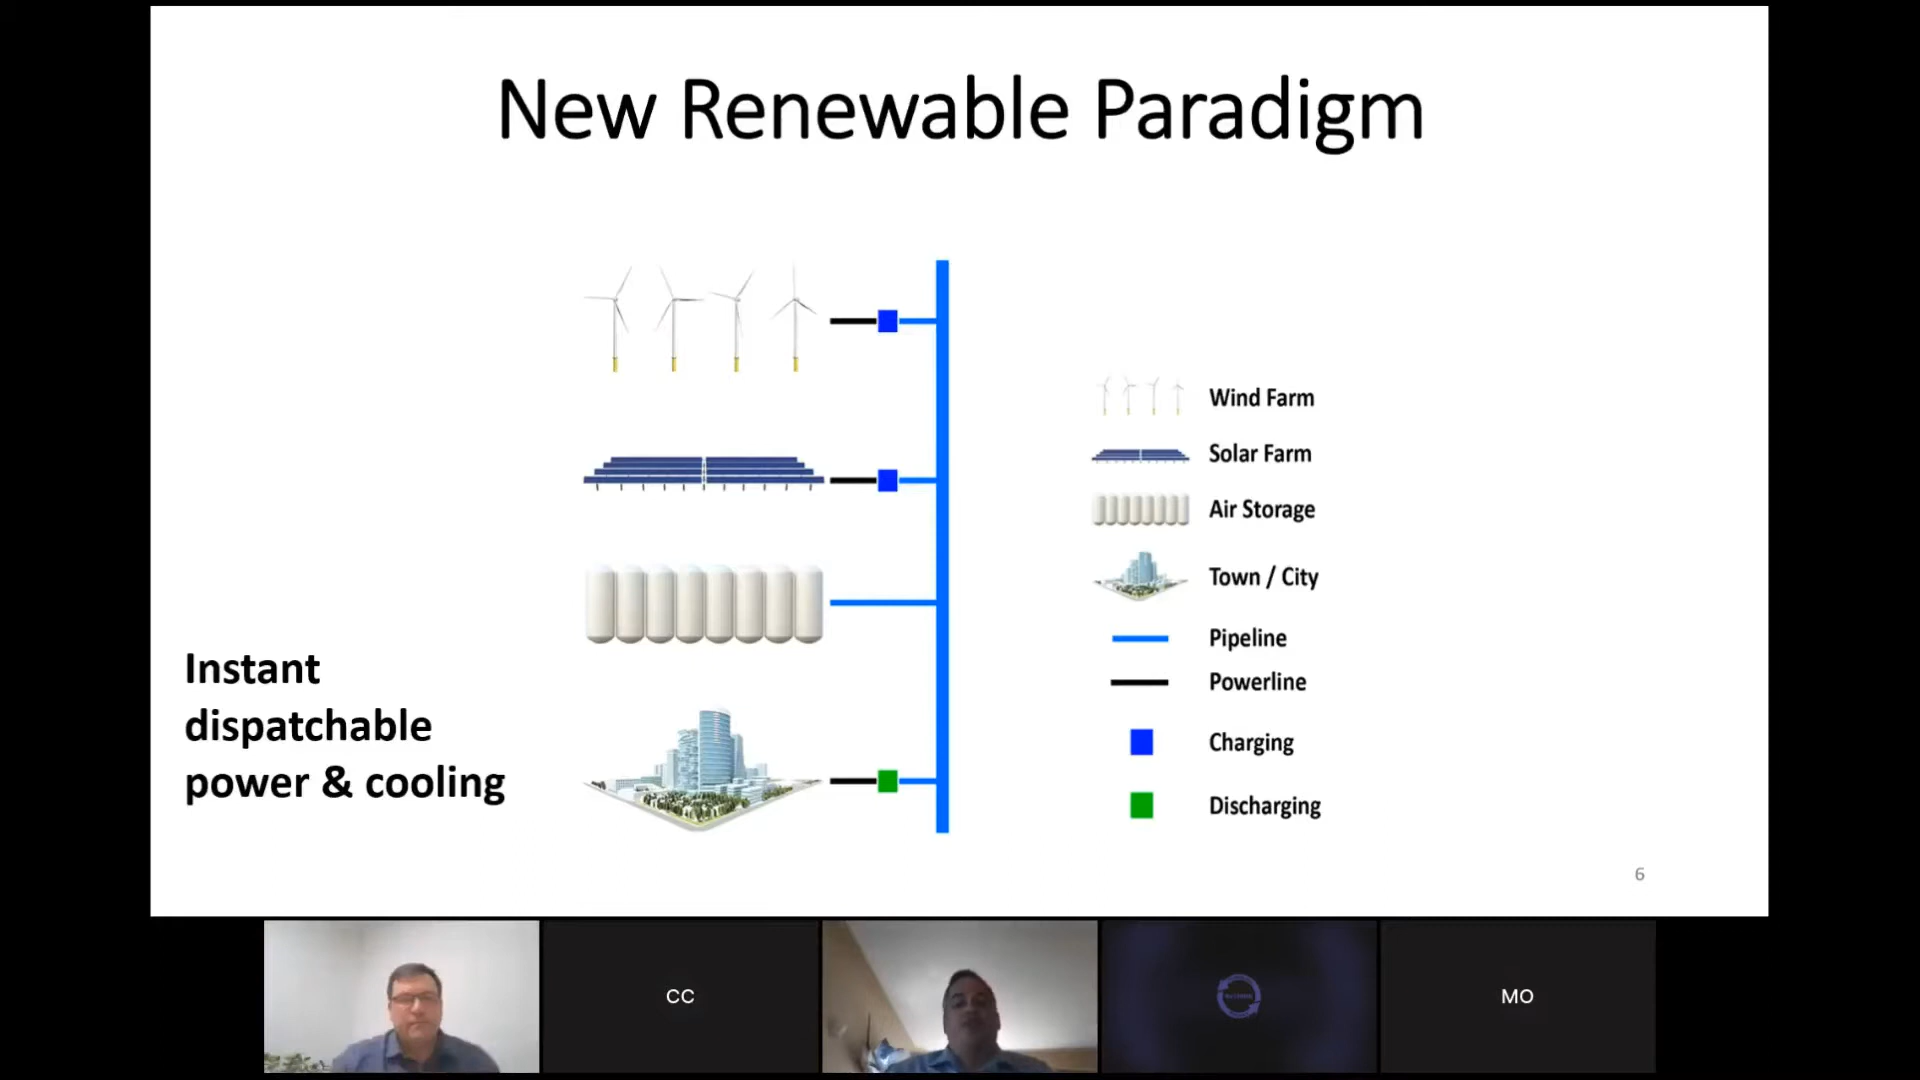 New Renewable Paradigm
Wind Farm
Solar Farm
Air Storage
Town / City
Pipeline
Powerline
Charging
Discharging
Instant
dispatchable
power & cooling
6
CC
MO